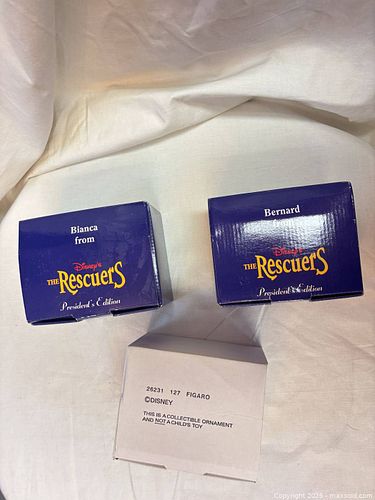 Bianca
from
Disney's
THE RESCUERS
President's Edition
Bernard
Disney's
THE RESCUERS
President's Edition
26231 127 FIGARO
©DISNEY
THIS IS A COLLECTIBLE ORNAMENT
AND NOT A CHILD'S TOY
Copyright 2025 - maxsold.com